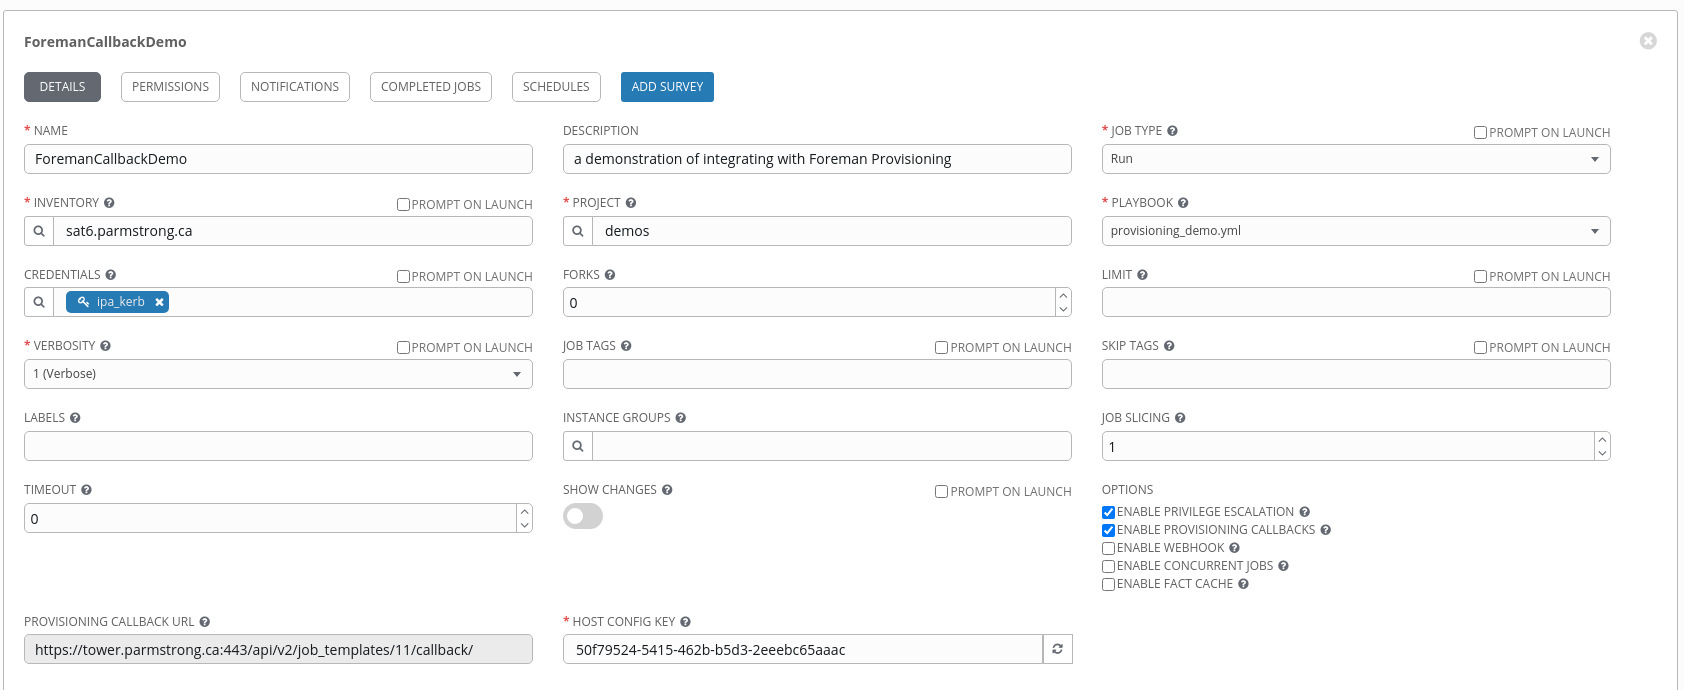 ForemanCallbackDemo
DETAILS PERMISSIONS NOTIFICATIONS COMPLETED JOBS SCHEDULES ADD SURVEY
* NAME DESCRIPTION * JOB TYPE PROMPT ON LAUNCH
ForemanCallbackDemo a demonstration of integrating with Foreman Provisioning Run
* INVENTORY PROMPT ON LAUNCH * PROJECT * PLAYBOOK
sat6.parmstrong.ca demos provisioning_demo.yml
CREDENTIALS PROMPT ON LAUNCH FORKS LIMIT PROMPT ON LAUNCH
ipa_kerb 0
* VERBOSITY PROMPT ON LAUNCH JOB TAGS PROMPT ON LAUNCH SKIP TAGS PROMPT ON LAUNCH
1 (Verbose)
LABELS INSTANCE GROUPS JOB SLICING
1
TIMEOUT SHOW CHANGES PROMPT ON LAUNCH OPTIONS
0
ENABLE PRIVILEGE ESCALATION
ENABLE PROVISIONING CALLBACKS
ENABLE WEBHOOK
ENABLE CONCURRENT JOBS
ENABLE FACT CACHE
PROVISIONING CALLBACK URL * HOST CONFIG KEY
https://tower.parmstrong.ca:443/api/v2/job_templates/11/callback/ 50f79524-5415-462b-b5d3-2eeebc65aaac